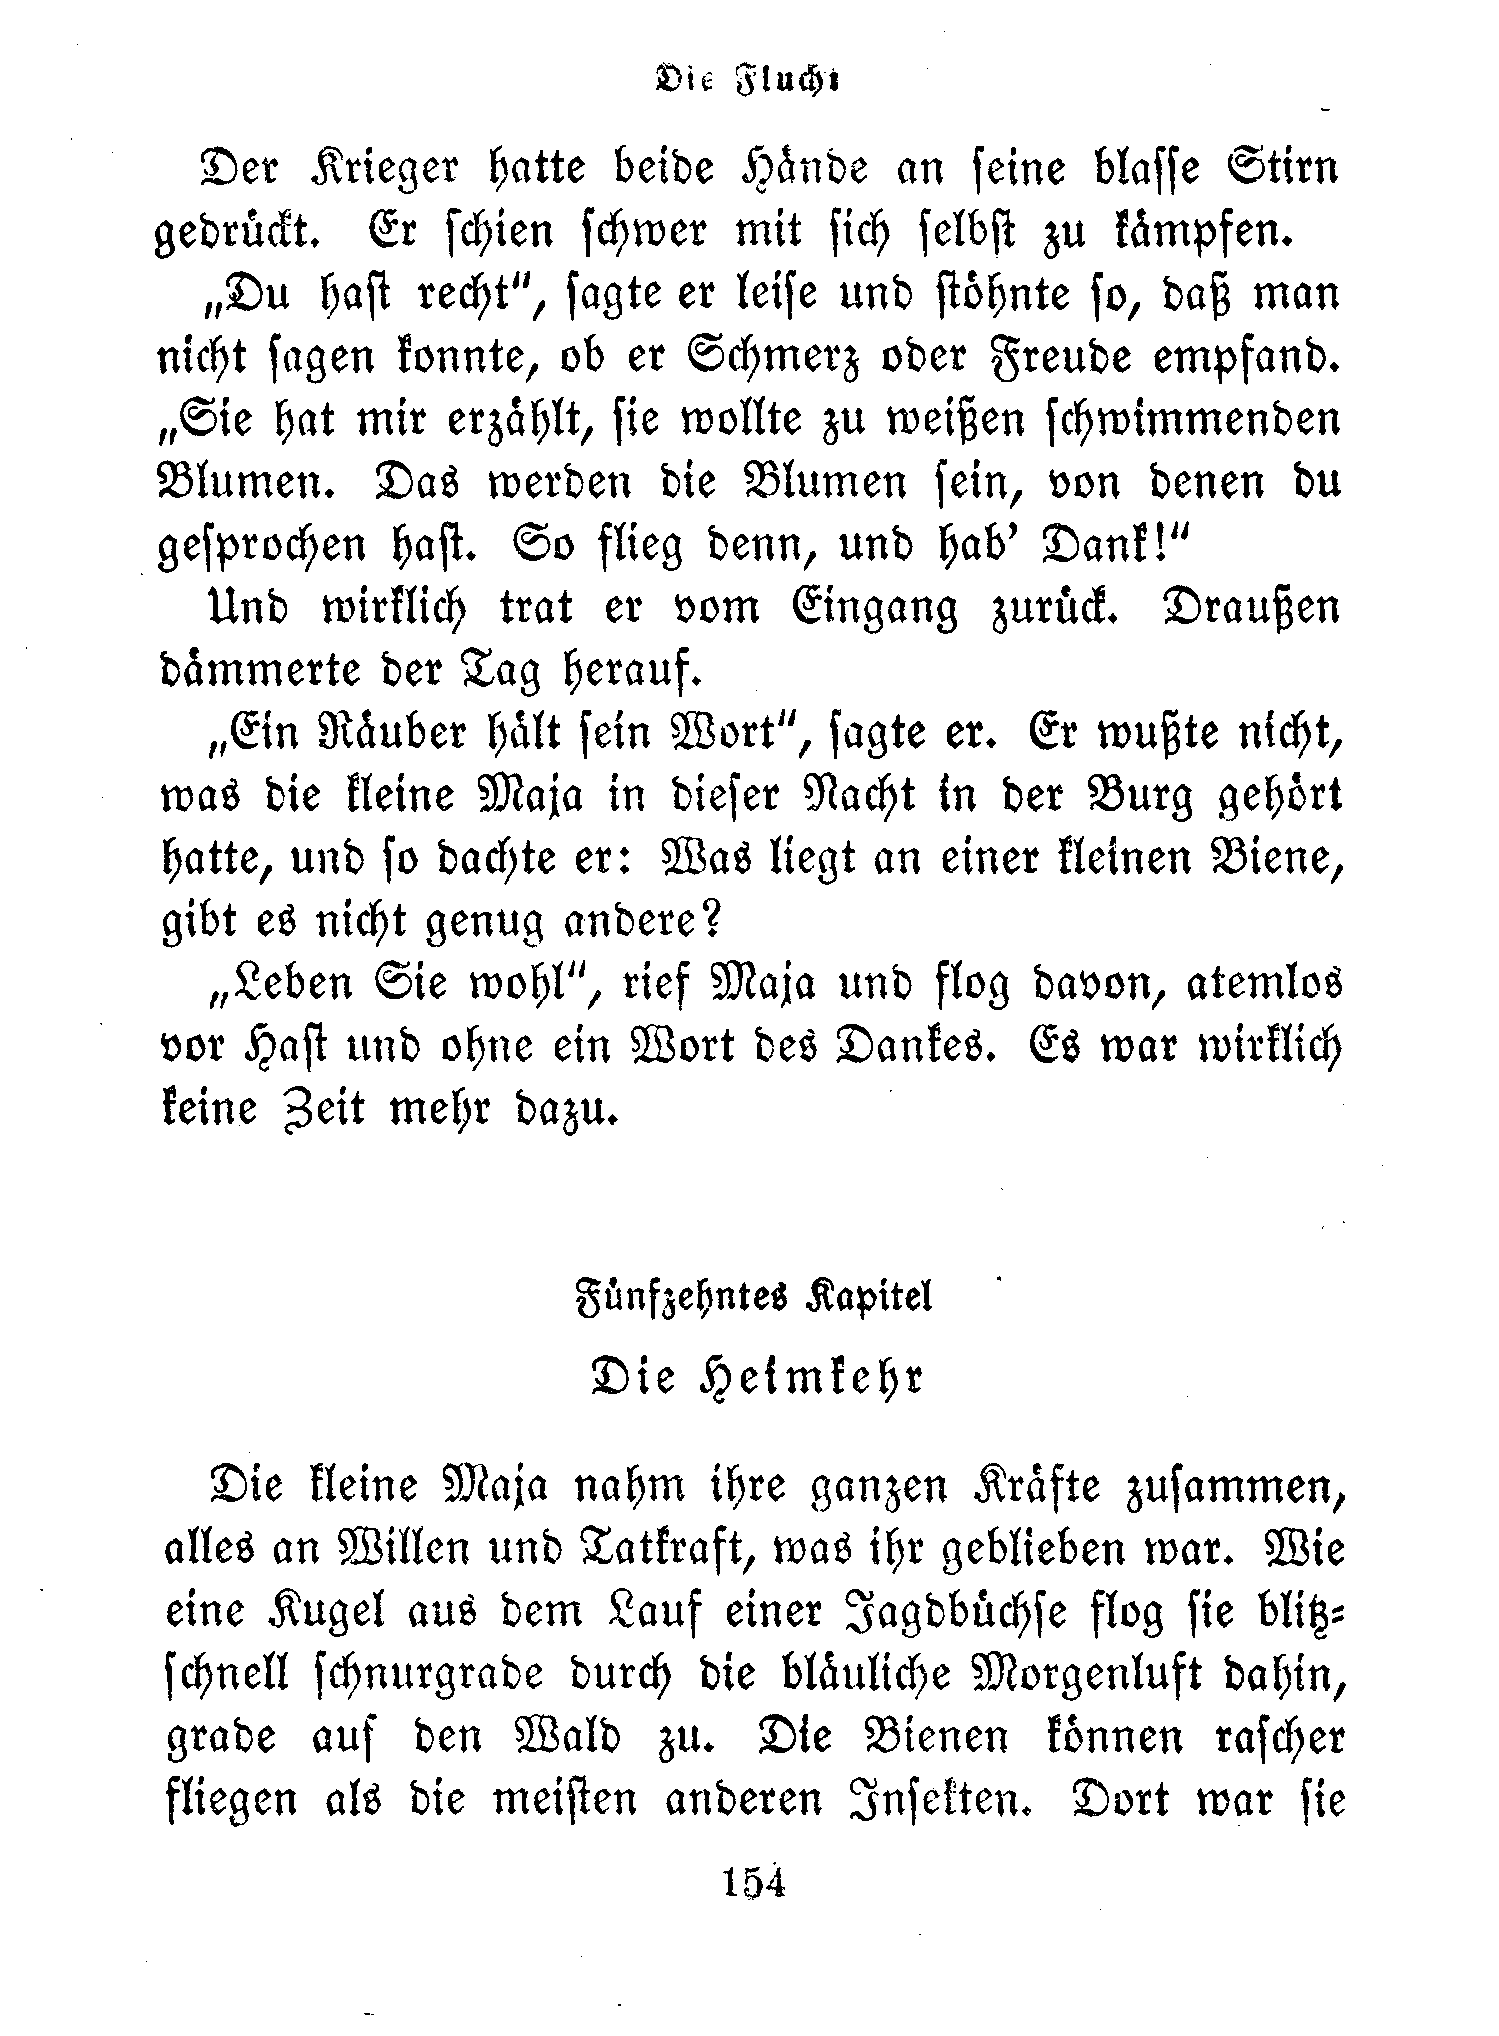 Die Flucht
Der Krieger hatte beide Hände an seine blasse Stirn
gedrückt. Er schien schwer mit sich selbst zu kämpfen.
„Du hast recht“, sagte er leise und stöhnte so, daß man
nicht sagen konnte, ob er Schmerz oder Freude empfand.
„Sie hat mir erzählt, sie wollte zu weißen schwimmenden
Blumen. Das werden die Blumen sein, von denen du
gesprochen hast. So flieg denn, und hab’ Dank!“
Und wirklich trat er vom Eingang zurück. Draußen
dämmerte der Tag herauf.
„Ein Räuber hält sein Wort“, sagte er. Er wußte nicht,
was die kleine Maja in dieser Nacht in der Burg gehört
hatte, und so dachte er: Was liegt an einer kleinen Biene,
gibt es nicht genug andere?
„Leben Sie wohl“, rief Maja und flog davon, atemlos
vor Hast und ohne ein Wort des Dankes. Es war wirklich
keine Zeit mehr dazu.
Fünfzehntes Kapitel
Die Heimkehr
Die kleine Maja nahm ihre ganzen Kräfte zusammen,
alles an Willen und Tatkraft, was ihr geblieben war. Wie
eine Kugel aus dem Lauf einer Jagdbüchse flog sie blitz-
schnell schnurgrade durch die bläuliche Morgenluft dahin,
grade auf den Wald zu. Die Bienen können rascher
fliegen als die meisten anderen Insekten. Dort war sie
154